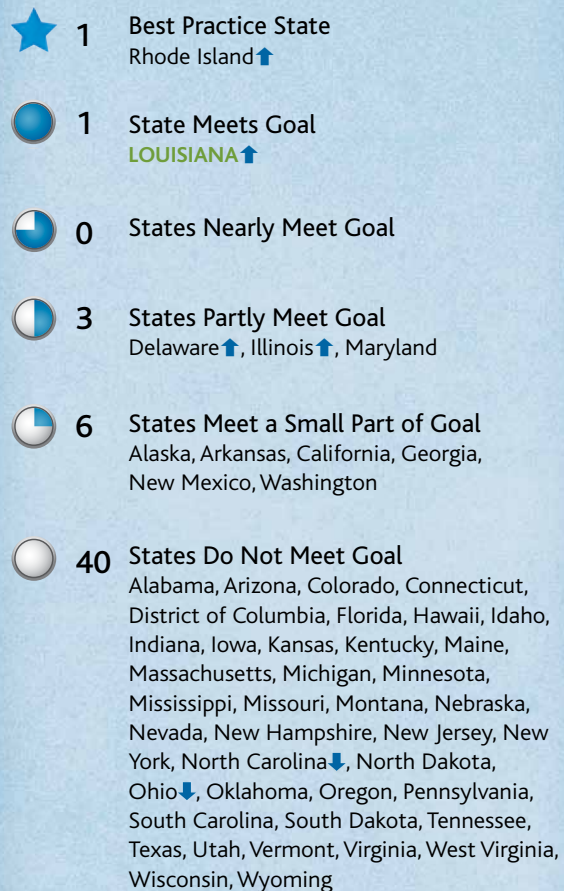 1 Best Practice State
Rhode Island⬆
1 State Meets Goal
LOUISIANA⬆
0 States Nearly Meet Goal
3 States Partly Meet Goal
Delaware⬆, Illinois⬆, Maryland
6 States Meet a Small Part of Goal
Alaska, Arkansas, California, Georgia,
New Mexico, Washington
40 States Do Not Meet Goal
Alabama, Arizona, Colorado, Connecticut,
District of Columbia, Florida, Hawaii, Idaho,
Indiana, Iowa, Kansas, Kentucky, Maine,
Massachusetts, Michigan, Minnesota,
Mississippi, Missouri, Montana, Nebraska,
Nevada, New Hampshire, New Jersey, New
York, North Carolina⬇, North Dakota,
Ohio⬇, Oklahoma, Oregon, Pennsylvania,
South Carolina, South Dakota, Tennessee,
Texas, Utah, Vermont, Virginia, West Virginia,
Wisconsin, Wyoming